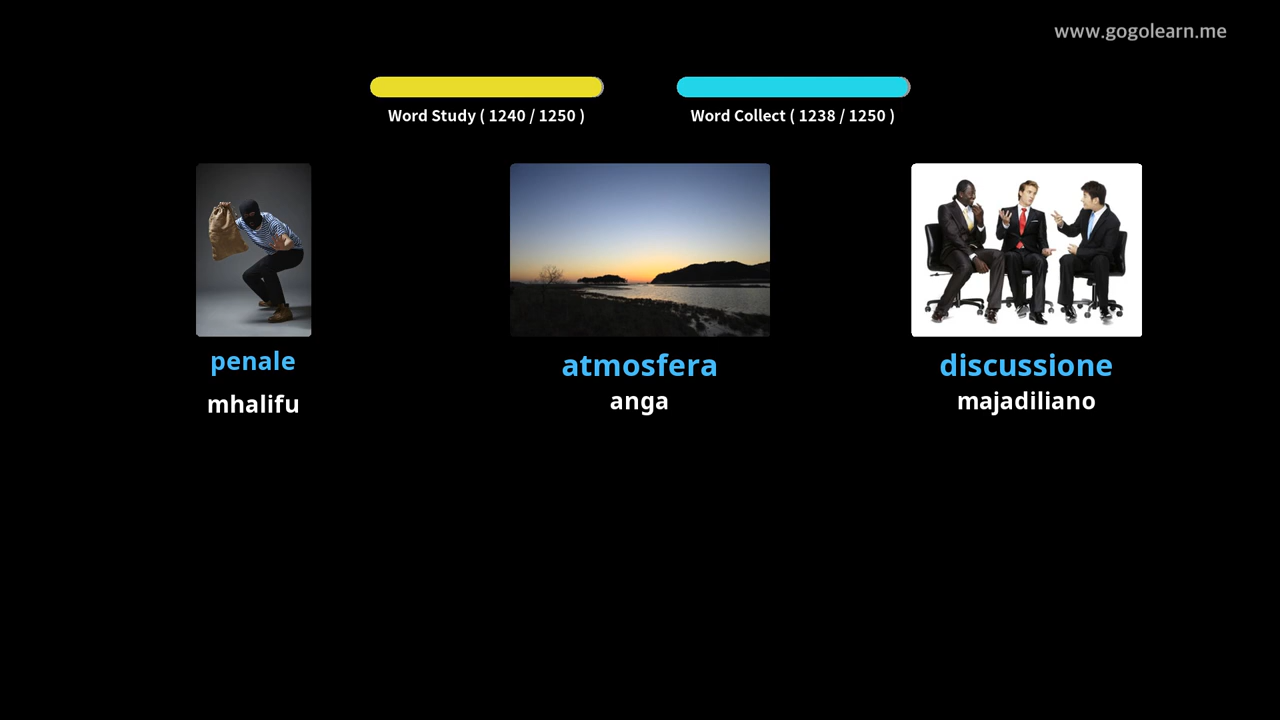 www.gogolearn.me
Word Study ( 1240 / 1250 )
Word Collect ( 1238 / 1250 )
penale
mhalifu
atmosfera
anga
discussione
majadiliano